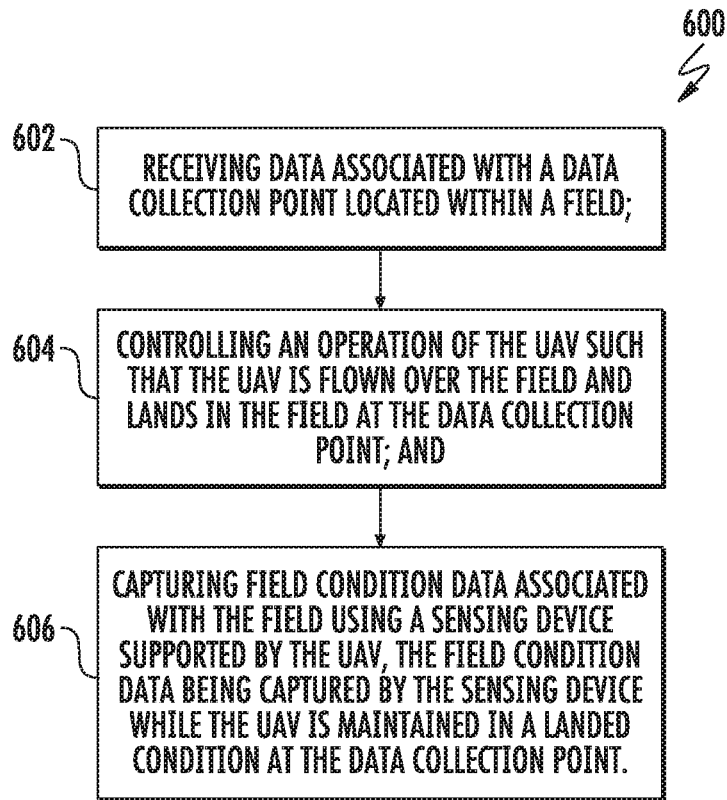 600
602
RECEIVING DATA ASSOCIATED WITH A DATA
COLLECTION POINT LOCATED WITHIN A FIELD;
604
CONTROLLING AN OPERATION OF THE UAV SUCH
THAT THE UAV IS FLOWN OVER THE FIELD AND
LANDS IN THE FIELD AT THE DATA COLLECTION
POINT; AND
606
CAPTURING FIELD CONDITION DATA ASSOCIATED
WITH THE FIELD USING A SENSING DEVICE
SUPPORTED BY THE UAV, THE FIELD CONDITION
DATA BEING CAPTURED BY THE SENSING DEVICE
WHILE THE UAV IS MAINTAINED IN A LANDED
CONDITION AT THE DATA COLLECTION POINT.